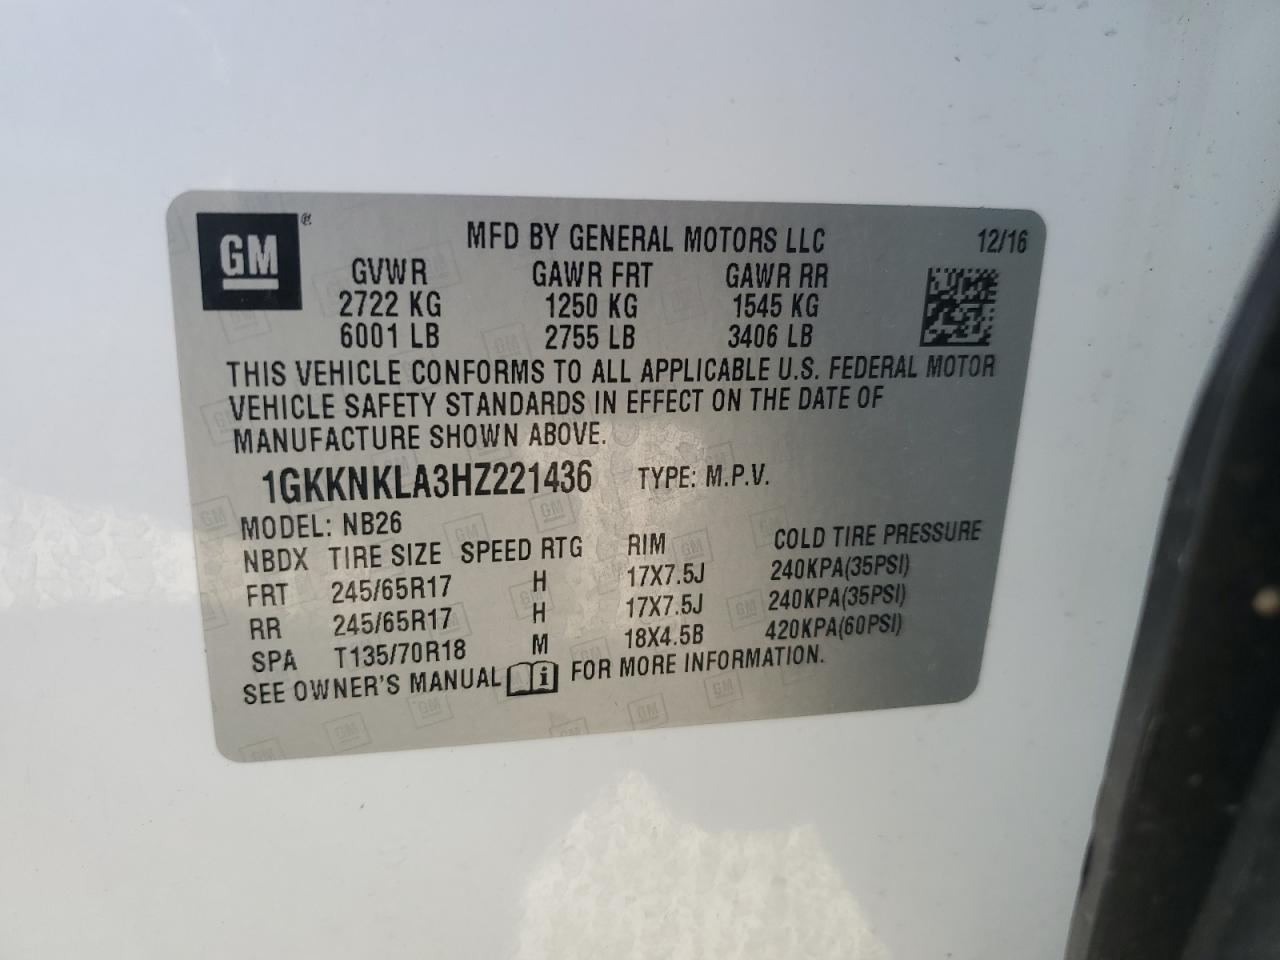 GM ®
MFD BY GENERAL MOTORS LLC 12/16
GVWR GAWR FRT GAWR RR
2722 KG 1250 KG 1545 KG
6001 LB 2755 LB 3406 LB
THIS VEHICLE CONFORMS TO ALL APPLICABLE U.S. FEDERAL MOTOR
VEHICLE SAFETY STANDARDS IN EFFECT ON THE DATE OF
MANUFACTURE SHOWN ABOVE.
1GKKNKLA3HZ221436 TYPE: M.P.V.
MODEL: NB26
NBDX TIRE SIZE SPEED RTG RIM COLD TIRE PRESSURE
FRT 245/65R17 H 17X7.5J 240KPA(35PSI)
RR 245/65R17 H 17X7.5J 240KPA(35PSI)
SPA T135/70R18 M 18X4.5B 420KPA(60PSI)
SEE OWNER'S MANUAL i FOR MORE INFORMATION.